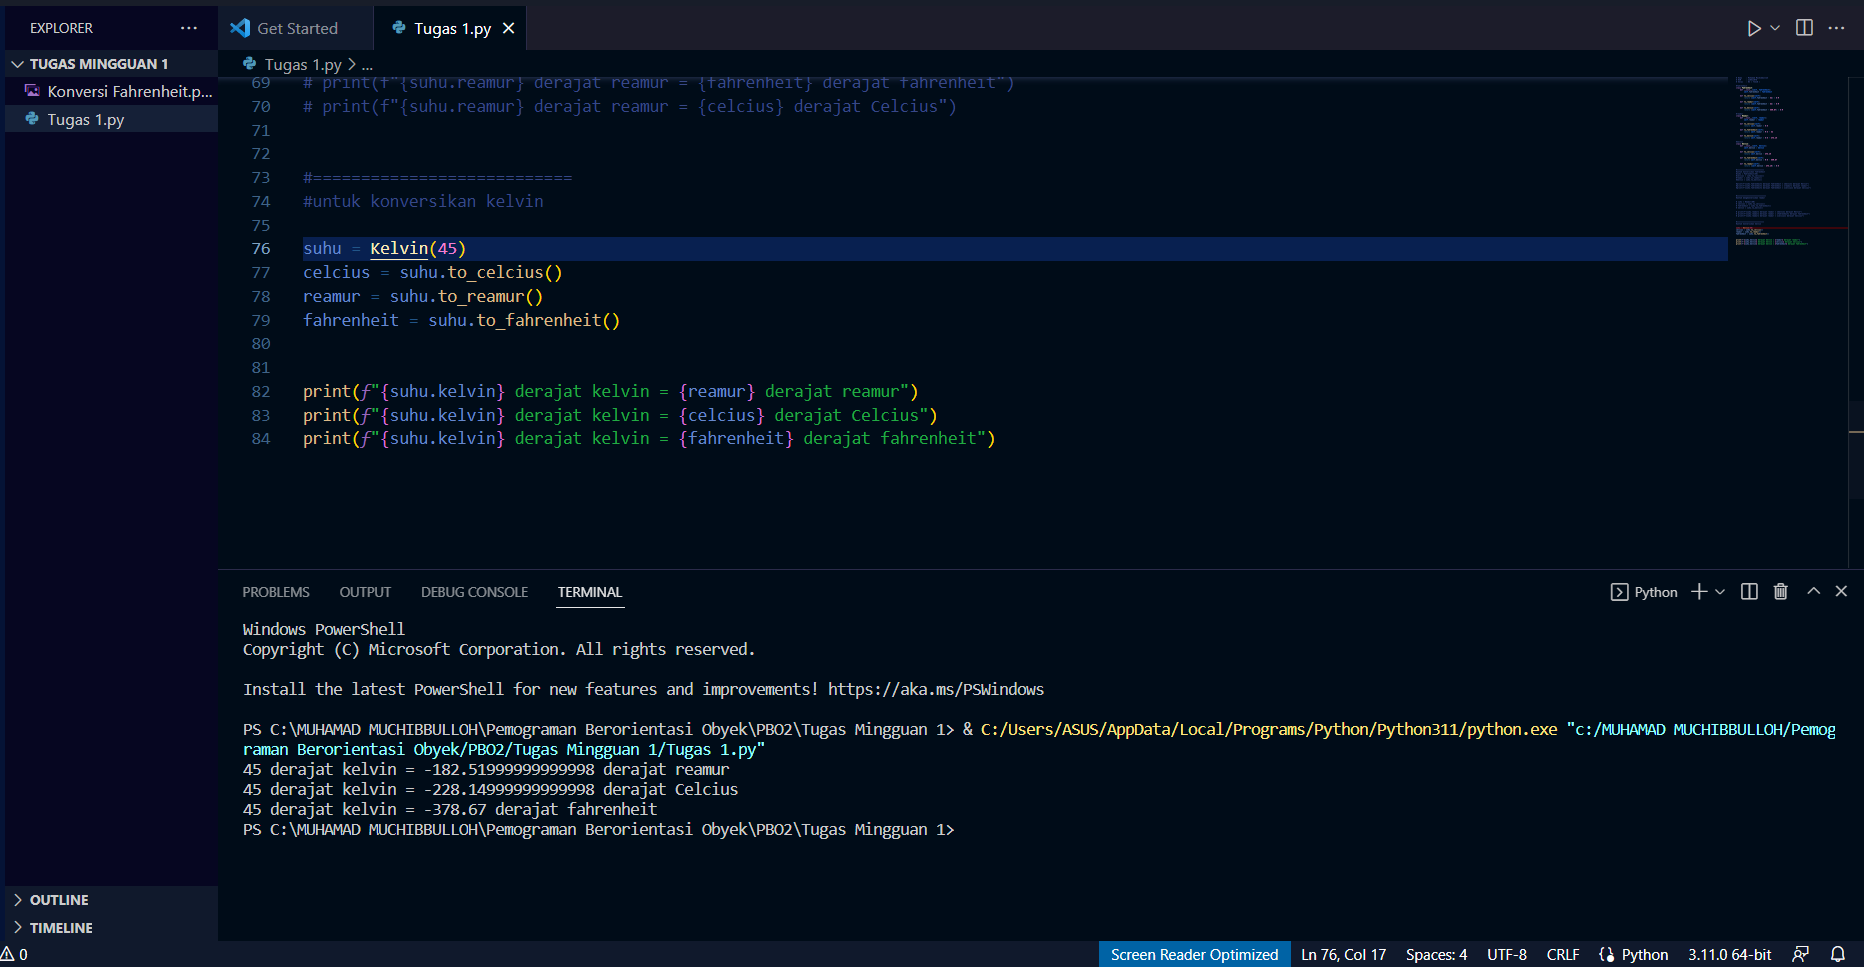 EXPLORER
Get Started
Tugas 1.py
TUGAS MINGGUAN 1
Tugas 1.py > ...
Konversi Fahrenheit.p...
Tugas 1.py
69 # print(f"{suhu.reamur} derajat reamur = {fahrenheit} derajat fahrenheit")
70 # print(f"{suhu.reamur} derajat reamur = {celcius} derajat Celcius")
71
72
73 #===========================
74 #untuk konversikan kelvin
75
76 suhu = Kelvin(45)
77 celcius = suhu.to_celcius()
78 reamur = suhu.to_reamur()
79 fahrenheit = suhu.to_fahrenheit()
80
81
82 print(f"{suhu.kelvin} derajat kelvin = {reamur} derajat reamur")
83 print(f"{suhu.kelvin} derajat kelvin = {celcius} derajat Celcius")
84 print(f"{suhu.kelvin} derajat kelvin = {fahrenheit} derajat fahrenheit")
PROBLEMS OUTPUT DEBUG CONSOLE TERMINAL
Python
Windows PowerShell
Copyright (C) Microsoft Corporation. All rights reserved.
Install the latest PowerShell for new features and improvements! https://aka.ms/PSWindows
PS C:\MUHAMAD MUCHIBBULLOH\Pemograman Berorientasi Obyek\PBO2\Tugas Mingguan 1> & C:/Users/ASUS/AppData/Local/Programs/Python/Python311/python.exe "c:/MUHAMAD MUCHIBBULLOH/Pemog
raman Berorientasi Obyek/PBO2/Tugas Mingguan 1/Tugas 1.py"
45 derajat kelvin = -182.51999999999998 derajat reamur
45 derajat kelvin = -228.14999999999998 derajat Celcius
45 derajat kelvin = -378.67 derajat fahrenheit
PS C:\MUHAMAD MUCHIBBULLOH\Pemograman Berorientasi Obyek\PBO2\Tugas Mingguan 1>
OUTLINE
TIMELINE
0
Screen Reader Optimized Ln 76, Col 17 Spaces: 4 UTF-8 CRLF Python 3.11.0 64-bit